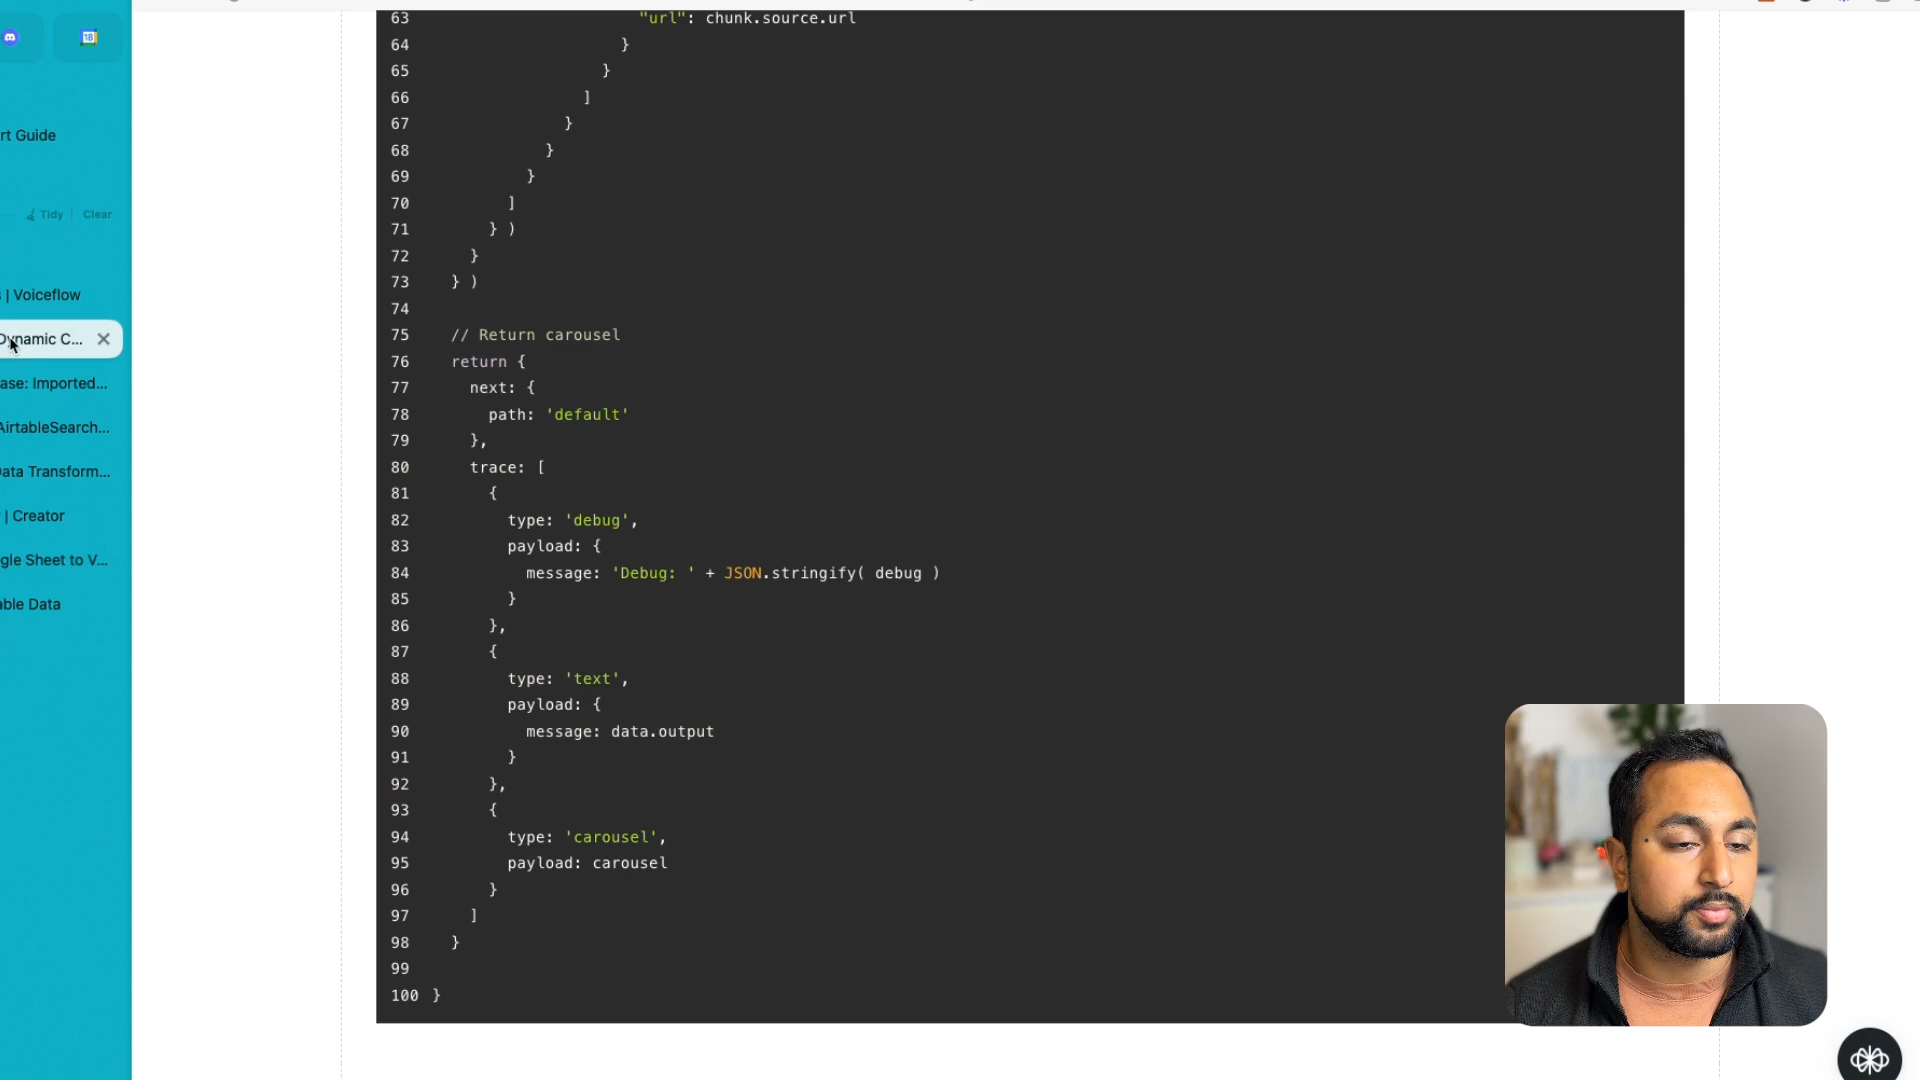 18
rt Guide
Tidy | Clear
s | Voiceflow
Dynamic C...
ase: Imported...
AirtableSearch...
Data Transform...
| Creator
gle Sheet to V...
able Data
63 "url": chunk.source.url
64 }
65 }
66 ]
67 }
68 }
69 }
70 ]
71 } )
72 }
73 } )
74
75 // Return carousel
76 return {
77 next: {
78 path: 'default'
79 },
80 trace: [
81 {
82 type: 'debug',
83 payload: {
84 message: 'Debug: ' + JSON.stringify( debug )
85 }
86 },
87 {
88 type: 'text',
89 payload: {
90 message: data.output
91 }
92 },
93 {
94 type: 'carousel',
95 payload: carousel
96 }
97 ]
98 }
99
100 }